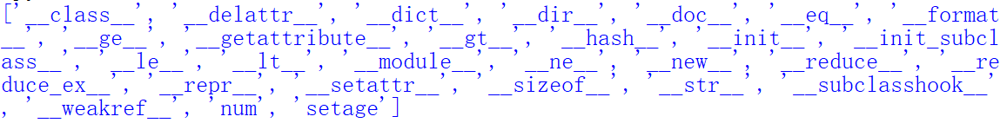 ['__class__', '__delattr__', '__dict__', '__dir__', '__doc__', '__eq__', '__format
__', '__ge__', '__getattribute__', '__gt__', '__hash__', '__init__', '__init_subcl
ass__', '__le__', '__lt__', '__module__', '__ne__', '__new__', '__reduce__', '__re
duce_ex__', '__repr__', '__setattr__', '__sizeof__', '__str__', '__subclasshook__'
, '__weakref__', 'num', 'setage']